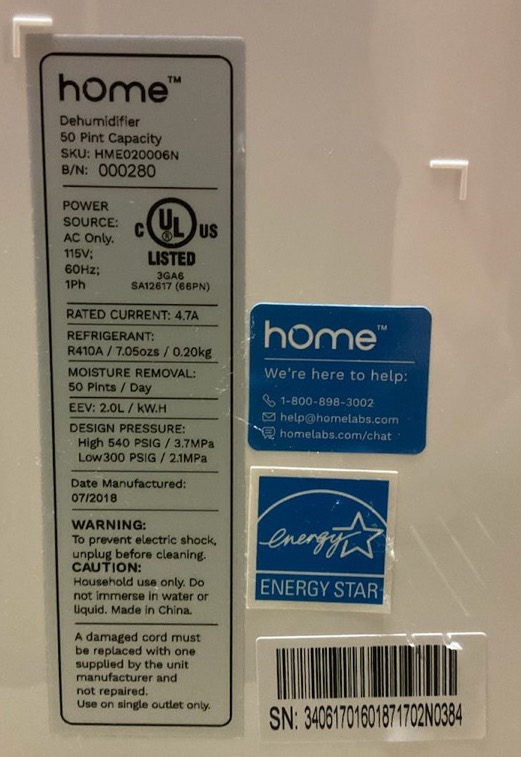 hOme™
Dehumidifier
50 Pint Capacity
SKU: HME020006N
B/N: 000280
POWER
SOURCE:
AC Only.
115V;
60Hz;
1Ph
C UL® US
LISTED
3GA6
SA12617 (66PN)
RATED CURRENT: 4.7A
REFRIGERANT:
R410A / 7.05ozs / 0.20kg
MOISTURE REMOVAL:
50 Pints / Day
EEV: 2.0L / kW.H
DESIGN PRESSURE:
High 540 PSIG / 3.7MPa
Low300 PSIG / 2.1MPa
Date Manufactured:
07/2018
WARNING:
To prevent electric shock,
unplug before cleaning.
CAUTION:
Household use only. Do
not immerse in water or
liquid. Made in China.
A damaged cord must
be replaced with one
supplied by the unit
manufacturer and
not repaired.
Use on single outlet only.
hOme™
We're here to help:
1-800-898-3002
help@homelabs.com
homelabs.com/chat
energy
ENERGY STAR
SN: 34061701601871702N0384